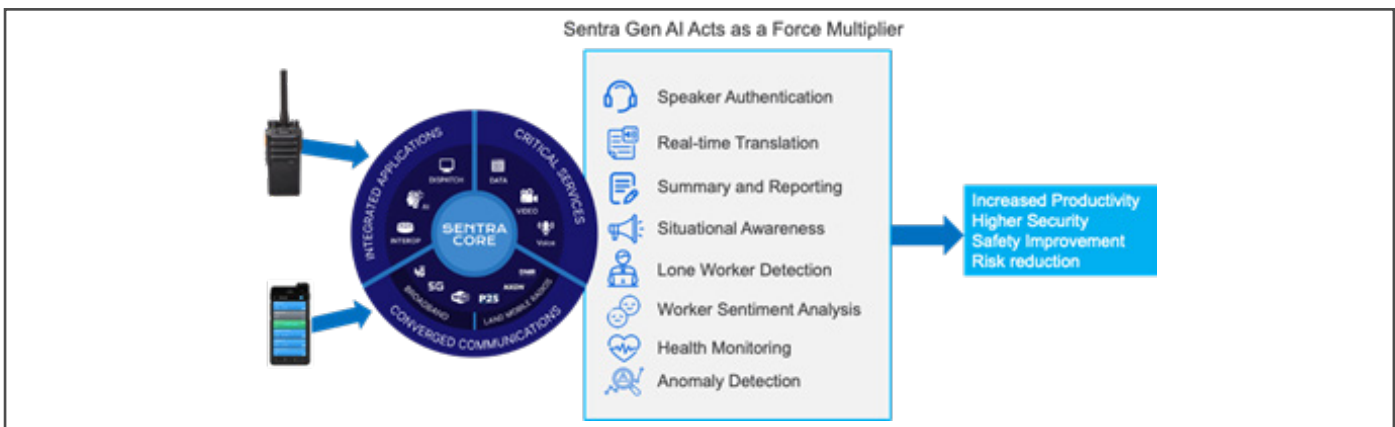 Sentra Gen AI Acts as a Force Multiplier
INTEGRATED APPLICATIONS
CRITICAL SERVICES
DISPATCH
DATA
AI
VIDEO
INTEROP
SENTRA
CORE
Voice
5G
P25
DMR
NXDN
BROADBAND
LAND MOBILE RADIOS
CONVERGED COMMUNICATIONS
Speaker Authentication
Real-time Translation
Summary and Reporting
Situational Awareness
Lone Worker Detection
Worker Sentiment Analysis
Health Monitoring
Anomaly Detection
Increased Productivity
Higher Security
Safety Improvement
Risk reduction